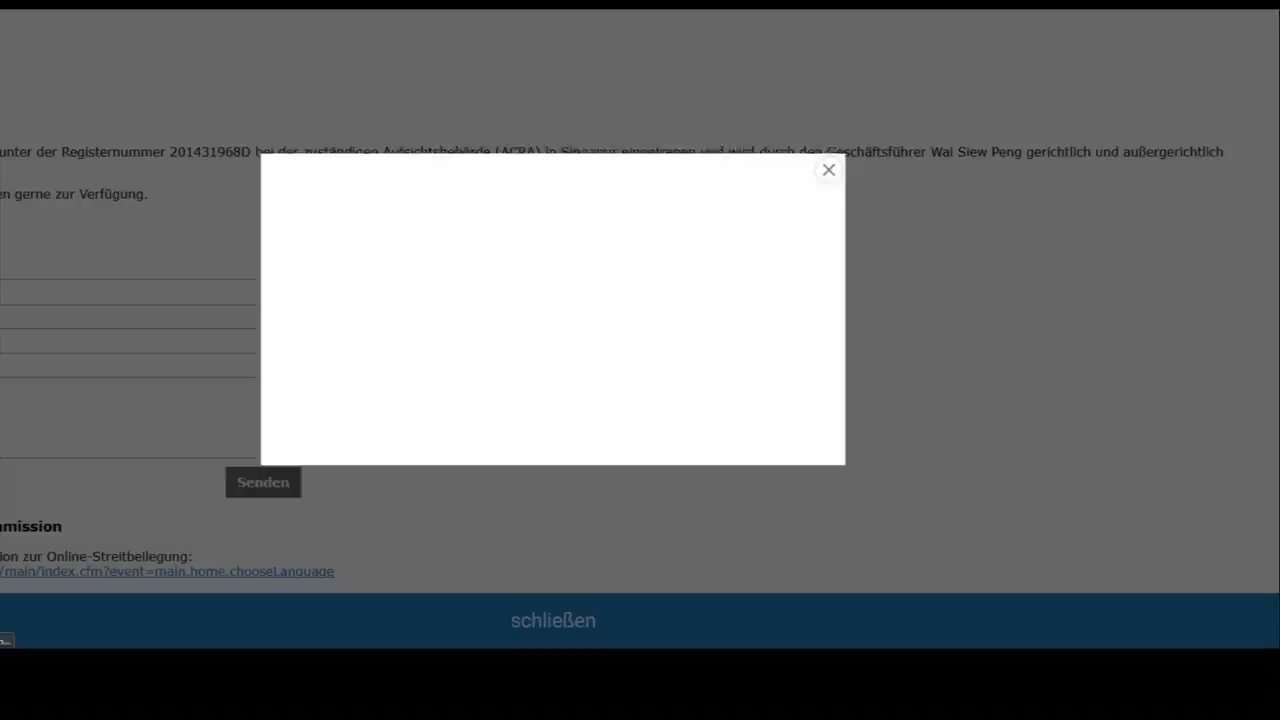 unter der Registernummer 201431968D bei der zuständigen Aufsichtsbehörde (ACRA) in Singapur eingetragen und wird durch den Geschäftsführer Wai Siew Peng gerichtlich und außergerichtlich
en gerne zur Verfügung.
Senden
mission
ion zur Online-Streitbeilegung:
/main/index.cfm?event=main.home.chooseLanguage
schließen